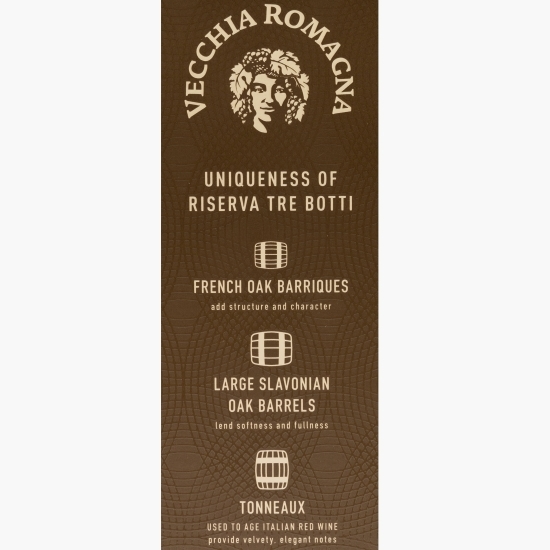 VECCHIA ROMAGNA
UNIQUENESS OF
RISERVA TRE BOTTI
FRENCH OAK BARRIQUES
add structure and character
LARGE SLAVONIAN
OAK BARRELS
lend softness and fullness
TONNEAUX
USED TO AGE ITALIAN RED WINE
provide velvety, elegant notes